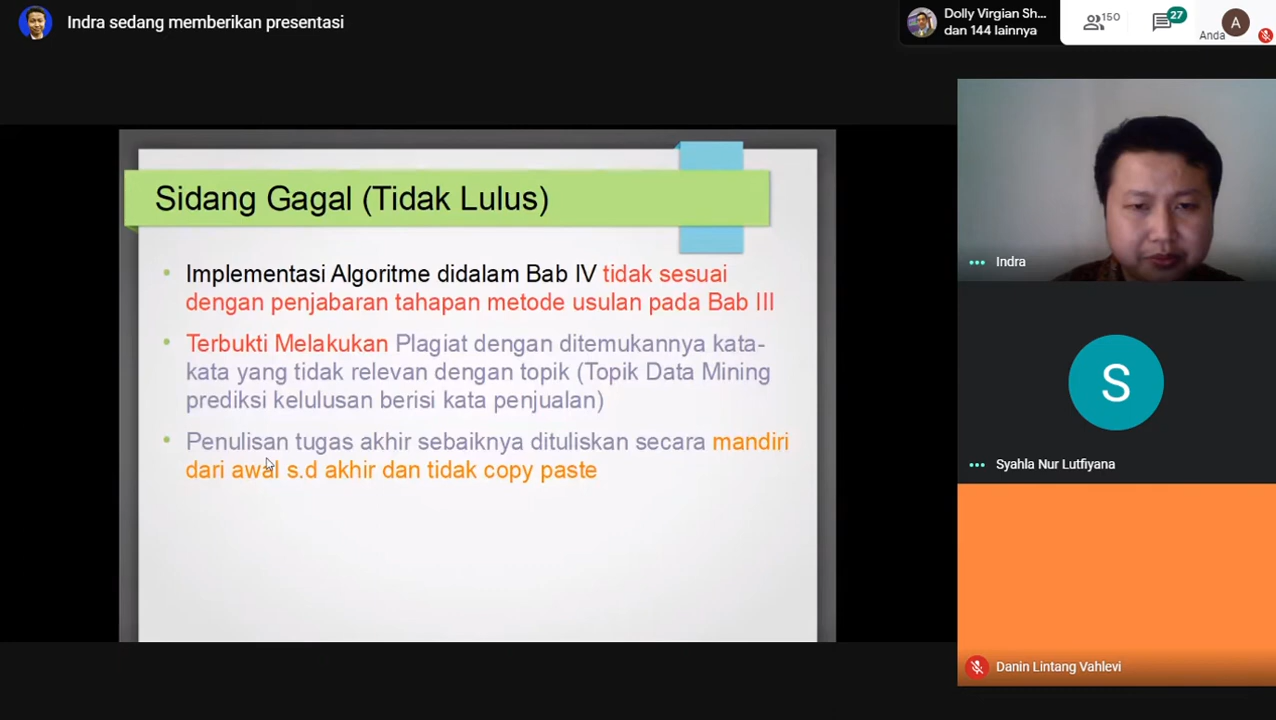 Indra sedang memberikan presentasi
Dolly Virgian Sh...
dan 144 lainnya
150
27
Anda
A
Sidang Gagal (Tidak Lulus)
• Implementasi Algoritme didalam Bab IV tidak sesuai
dengan penjabaran tahapan metode usulan pada Bab III
• Terbukti Melakukan Plagiat dengan ditemukannya kata-
kata yang tidak relevan dengan topik (Topik Data Mining
prediksi kelulusan berisi kata penjualan)
• Penulisan tugas akhir sebaiknya dituliskan secara mandiri
dari awal s.d akhir dan tidak copy paste
Indra
S
Syahla Nur Lutfiyana
Danin Lintang Vahlevi